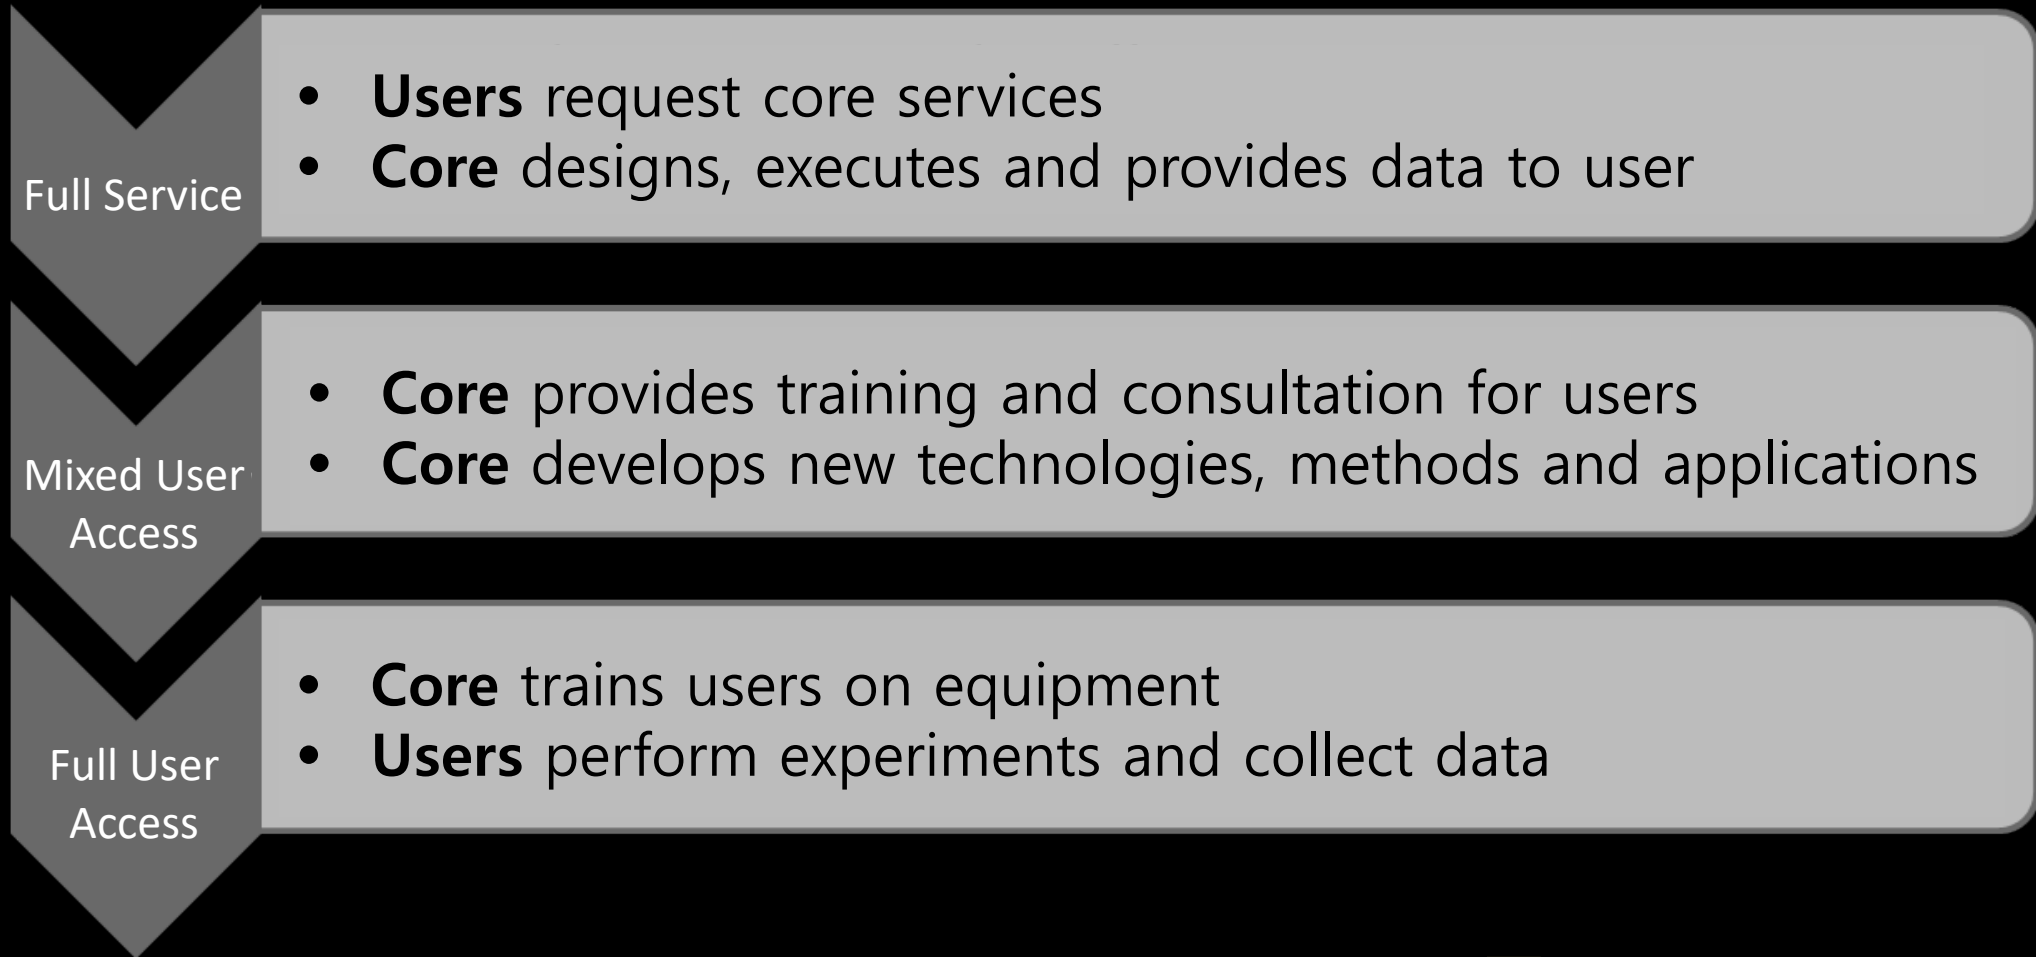 Full Service
• Users request core services
• Core designs, executes and provides data to user
Mixed User
Access
• Core provides training and consultation for users
• Core develops new technologies, methods and applications
Full User
Access
• Core trains users on equipment
• Users perform experiments and collect data